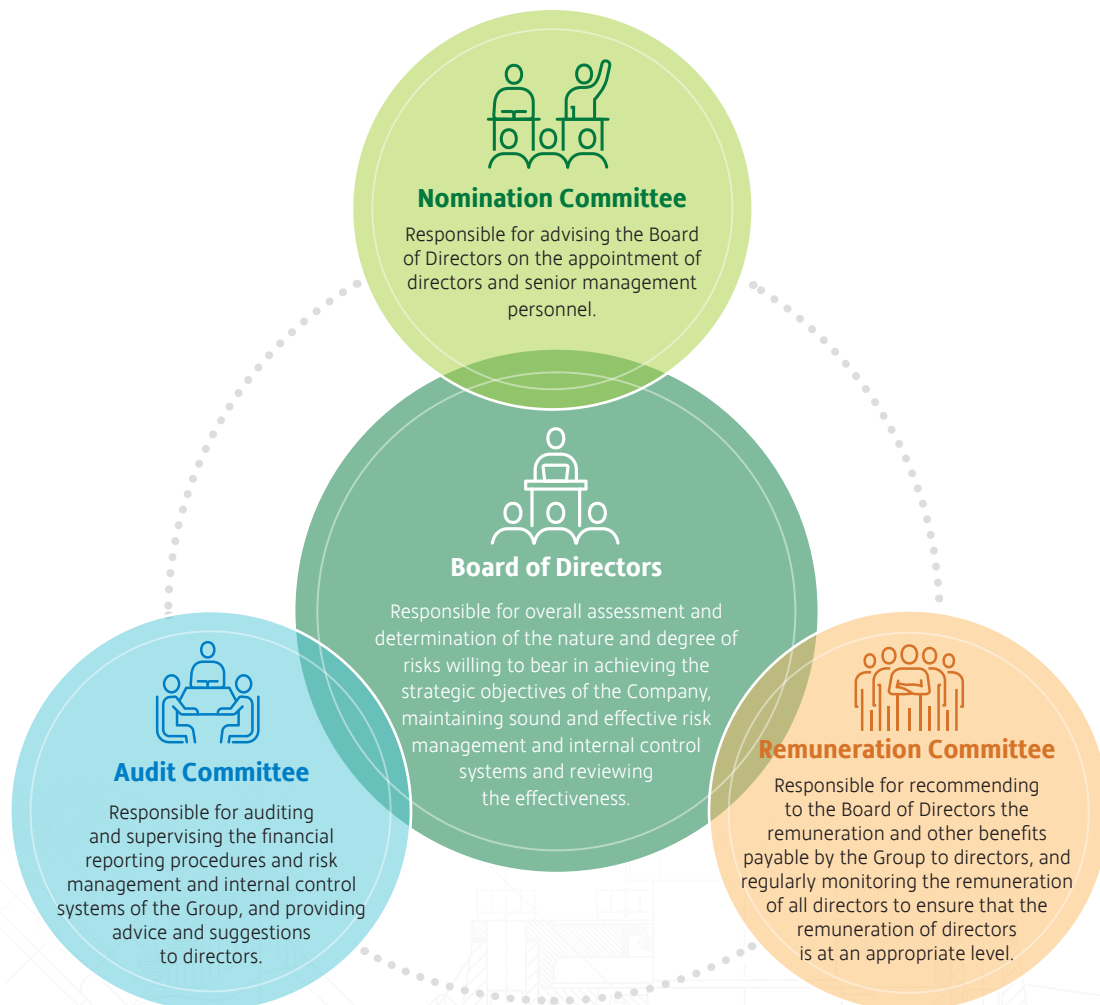 Nomination Committee
Responsible for advising the Board
of Directors on the appointment of
directors and senior management
personnel.
Board of Directors
Responsible for overall assessment and
determination of the nature and degree of
risks willing to bear in achieving the
strategic objectives of the Company,
maintaining sound and effective risk
management and internal control
systems and reviewing
the effectiveness.
Audit Committee
Responsible for auditing
and supervising the financial
reporting procedures and risk
management and internal control
systems of the Group, and providing
advice and suggestions
to directors.
Remuneration Committee
Responsible for recommending
to the Board of Directors the
remuneration and other benefits
payable by the Group to directors, and
regularly monitoring the remuneration
of all directors to ensure that the
remuneration of directors
is at an appropriate level.